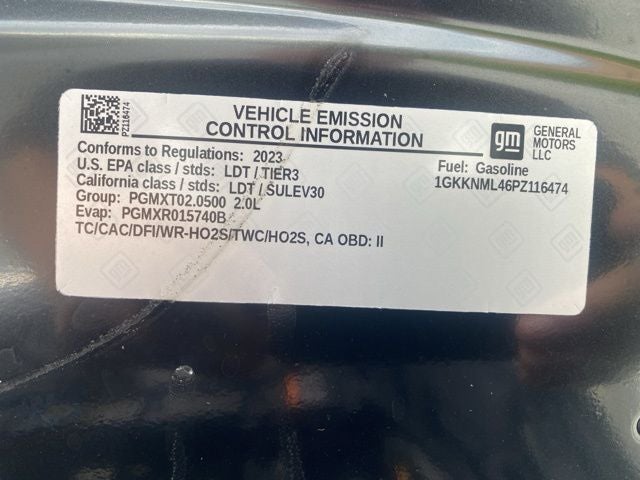 PZ116474
VEHICLE EMISSION
CONTROL INFORMATION
gm
GENERAL
MOTORS
LLC
Conforms to Regulations: 2023
U.S. EPA class / stds: LDT / TIER3
California class / stds: LDT / SULEV30
Group: PGMXT02.0500 2.0L
Evap: PGMXR015740B
TC/CAC/DFI/WR-HO2S/TWC/HO2S, CA OBD: II
Fuel: Gasoline
1GKKNML46PZ116474